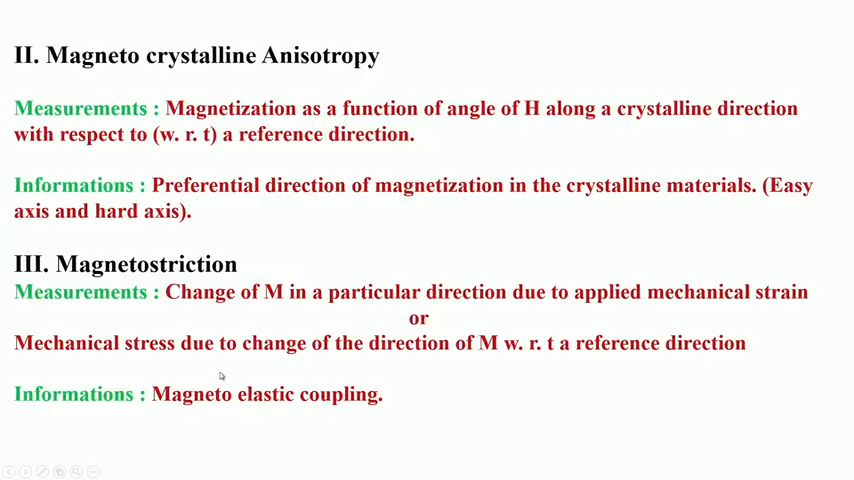 II. Magneto crystalline Anisotropy
Measurements : Magnetization as a function of angle of H along a crystalline direction
with respect to (w. r. t) a reference direction.
Informations : Preferential direction of magnetization in the crystalline materials. (Easy
axis and hard axis).
III. Magnetostriction
Measurements : Change of M in a particular direction due to applied mechanical strain
or
Mechanical stress due to change of the direction of M w. r. t a reference direction
Informations : Magneto elastic coupling.